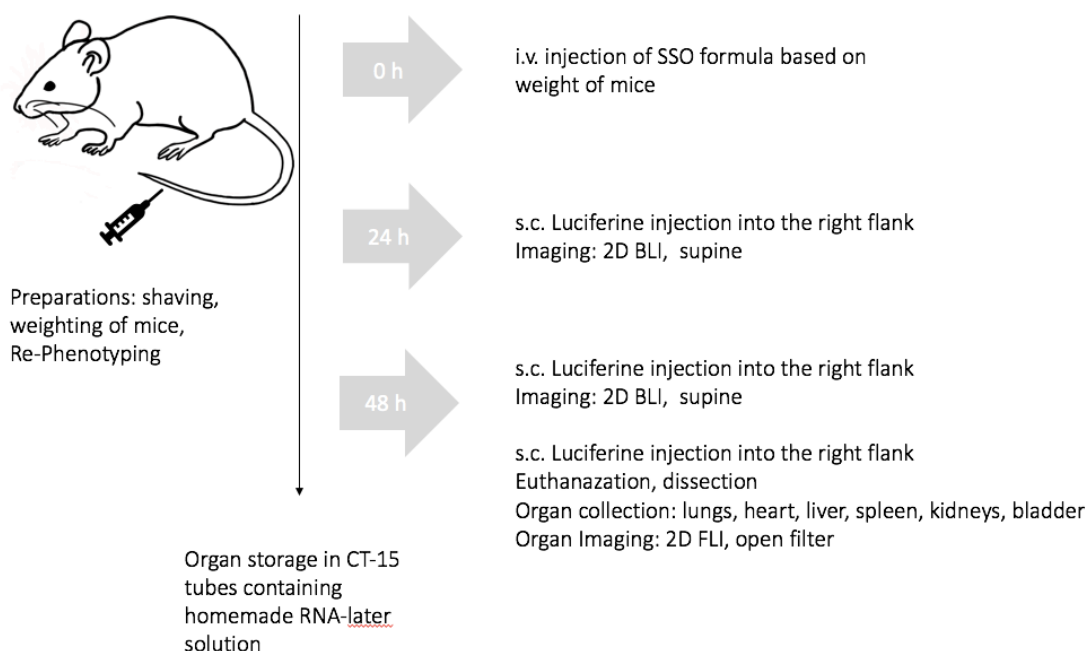 0 h
i.v. injection of SSO formula based on
weight of mice
24 h
s.c. Luciferine injection into the right flank
Imaging: 2D BLI,  supine
Preparations: shaving,
weighting of mice,
Re-Phenotyping
48 h
s.c. Luciferine injection into the right flank
Imaging: 2D BLI,  supine
s.c. Luciferine injection into the right flank
Euthanazation, dissection
Organ collection: lungs, heart, liver, spleen, kidneys, bladder
Organ Imaging: 2D FLI, open filter
Organ storage in CT-15
tubes containing
homemade RNA-later
solution